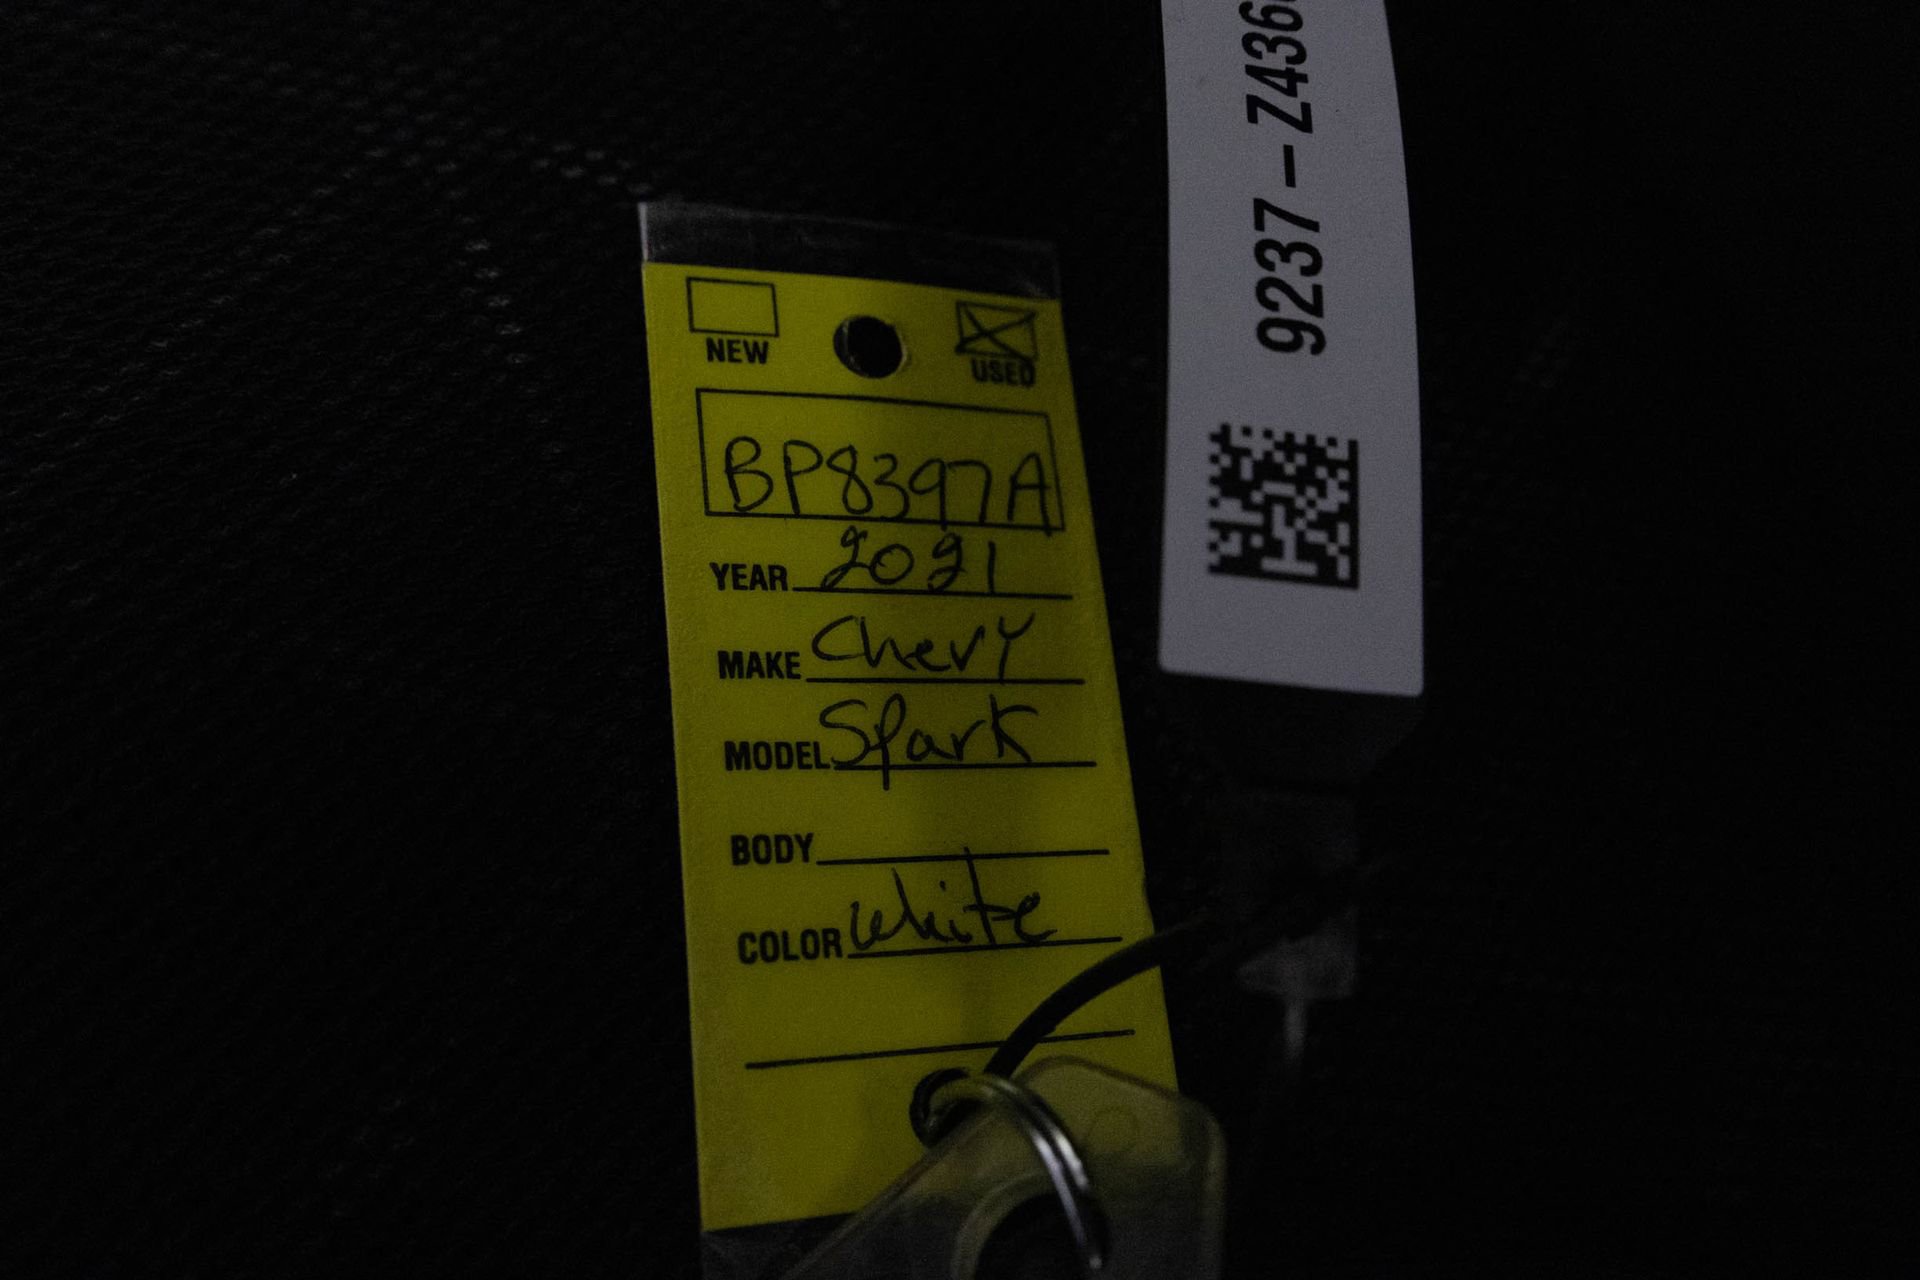 NEW
USED
BP8397A
YEAR 2021
MAKE Chevy
MODEL Spark
BODY
COLOR white
9237 – Z436